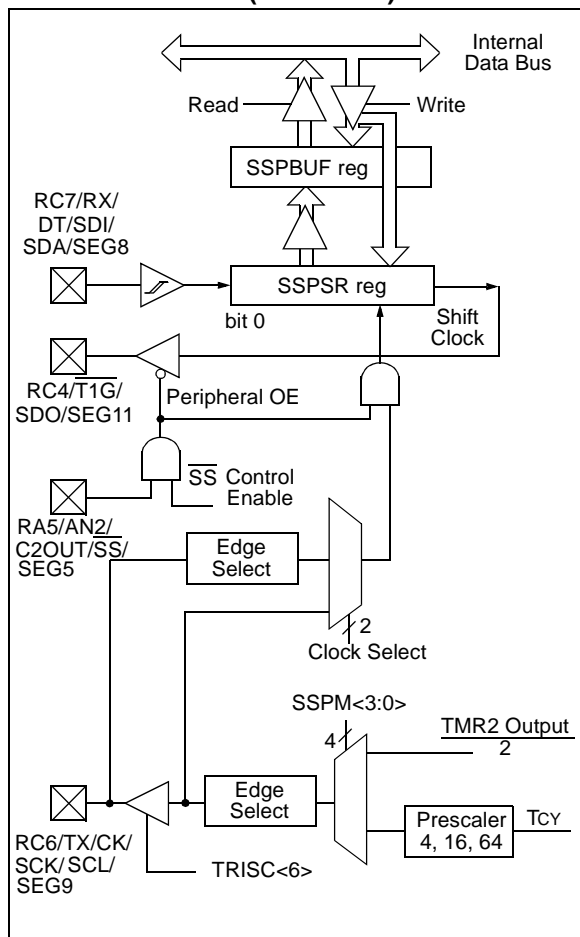 Internal
Data Bus
Read
Write
SSPBUF reg
RC7/RX/
DT/SDI/
SDA/SEG8
SSPSR reg
bit 0
Shift
Clock
RC4/T1G/
SDO/SEG11
Peripheral OE
SS Control
Enable
RA5/AN2/
C2OUT/SS/
SEG5
Edge
Select
2
Clock Select
SSPM<3:0>
4
TMR2 Output
2
Edge
Select
Prescaler
4, 16, 64
TCY
RC6/TX/CK/
SCK/SCL/
SEG9
TRISC<6>